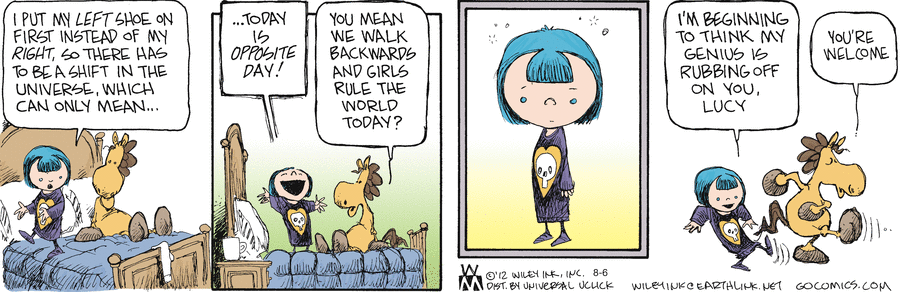 I PUT MY LEFT SHOE ON
FIRST INSTEAD OF MY
RIGHT, SO THERE HAS
TO BE A SHIFT IN THE
UNIVERSE, WHICH
CAN ONLY MEAN...
...TODAY
IS
OPPOSITE
DAY!
YOU MEAN
WE WALK
BACKWARDS
AND GIRLS
RULE THE
WORLD
TODAY?
I'M BEGINNING
TO THINK MY
GENIUS IS
RUBBING OFF
ON YOU,
LUCY
YOU'RE
WELCOME
©'12 WILEY INK, INC. 8-6
DIST. BY UNIVERSAL UCLICK
WILEYINK@EARTHLINK.NET GOCOMICS.COM